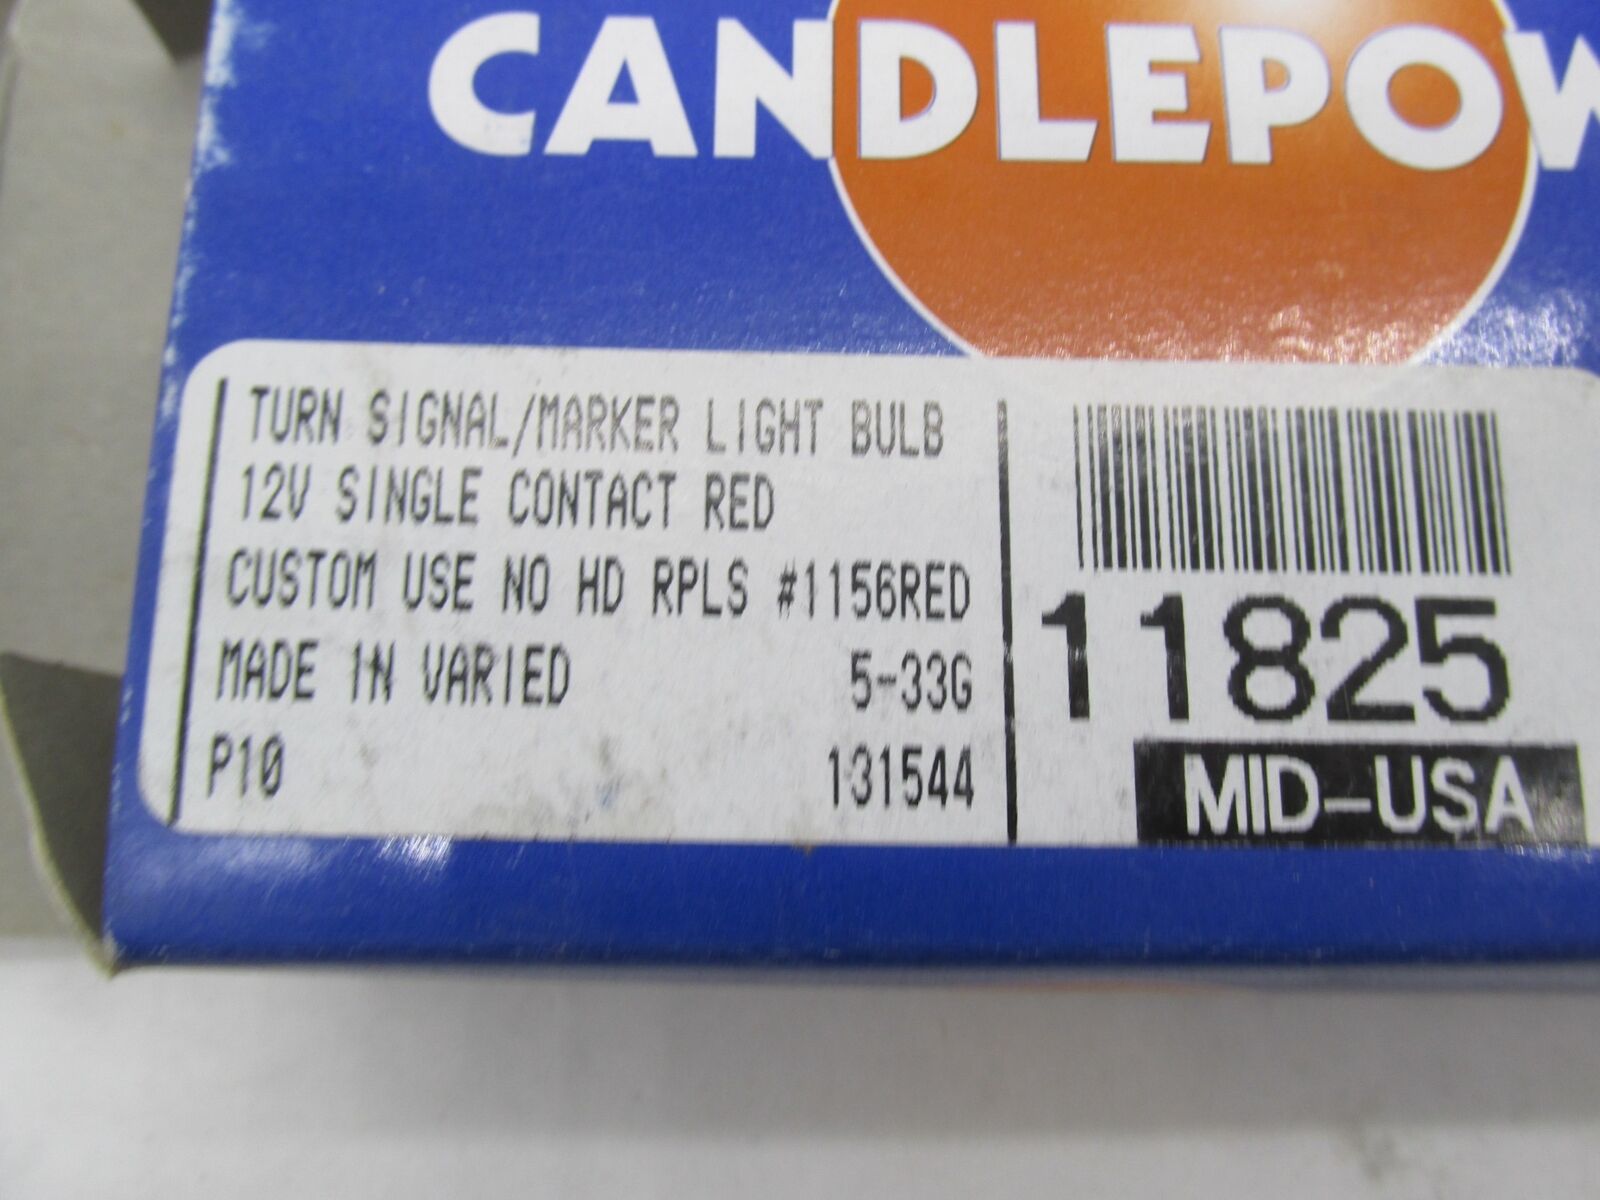 CANDLEPOW
TURN SIGNAL/MARKER LIGHT BULB
12V SINGLE CONTACT RED
CUSTOM USE NO HD RPLS #1156RED
MADE IN VARIED 5-33G
P10 131544
11825
MID-USA